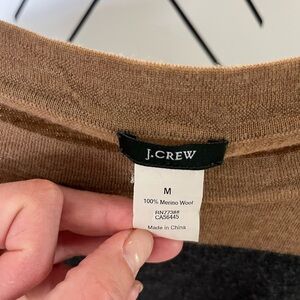 J.CREW
M
100% Merino Wool
RN77388
CA56445
Made in China